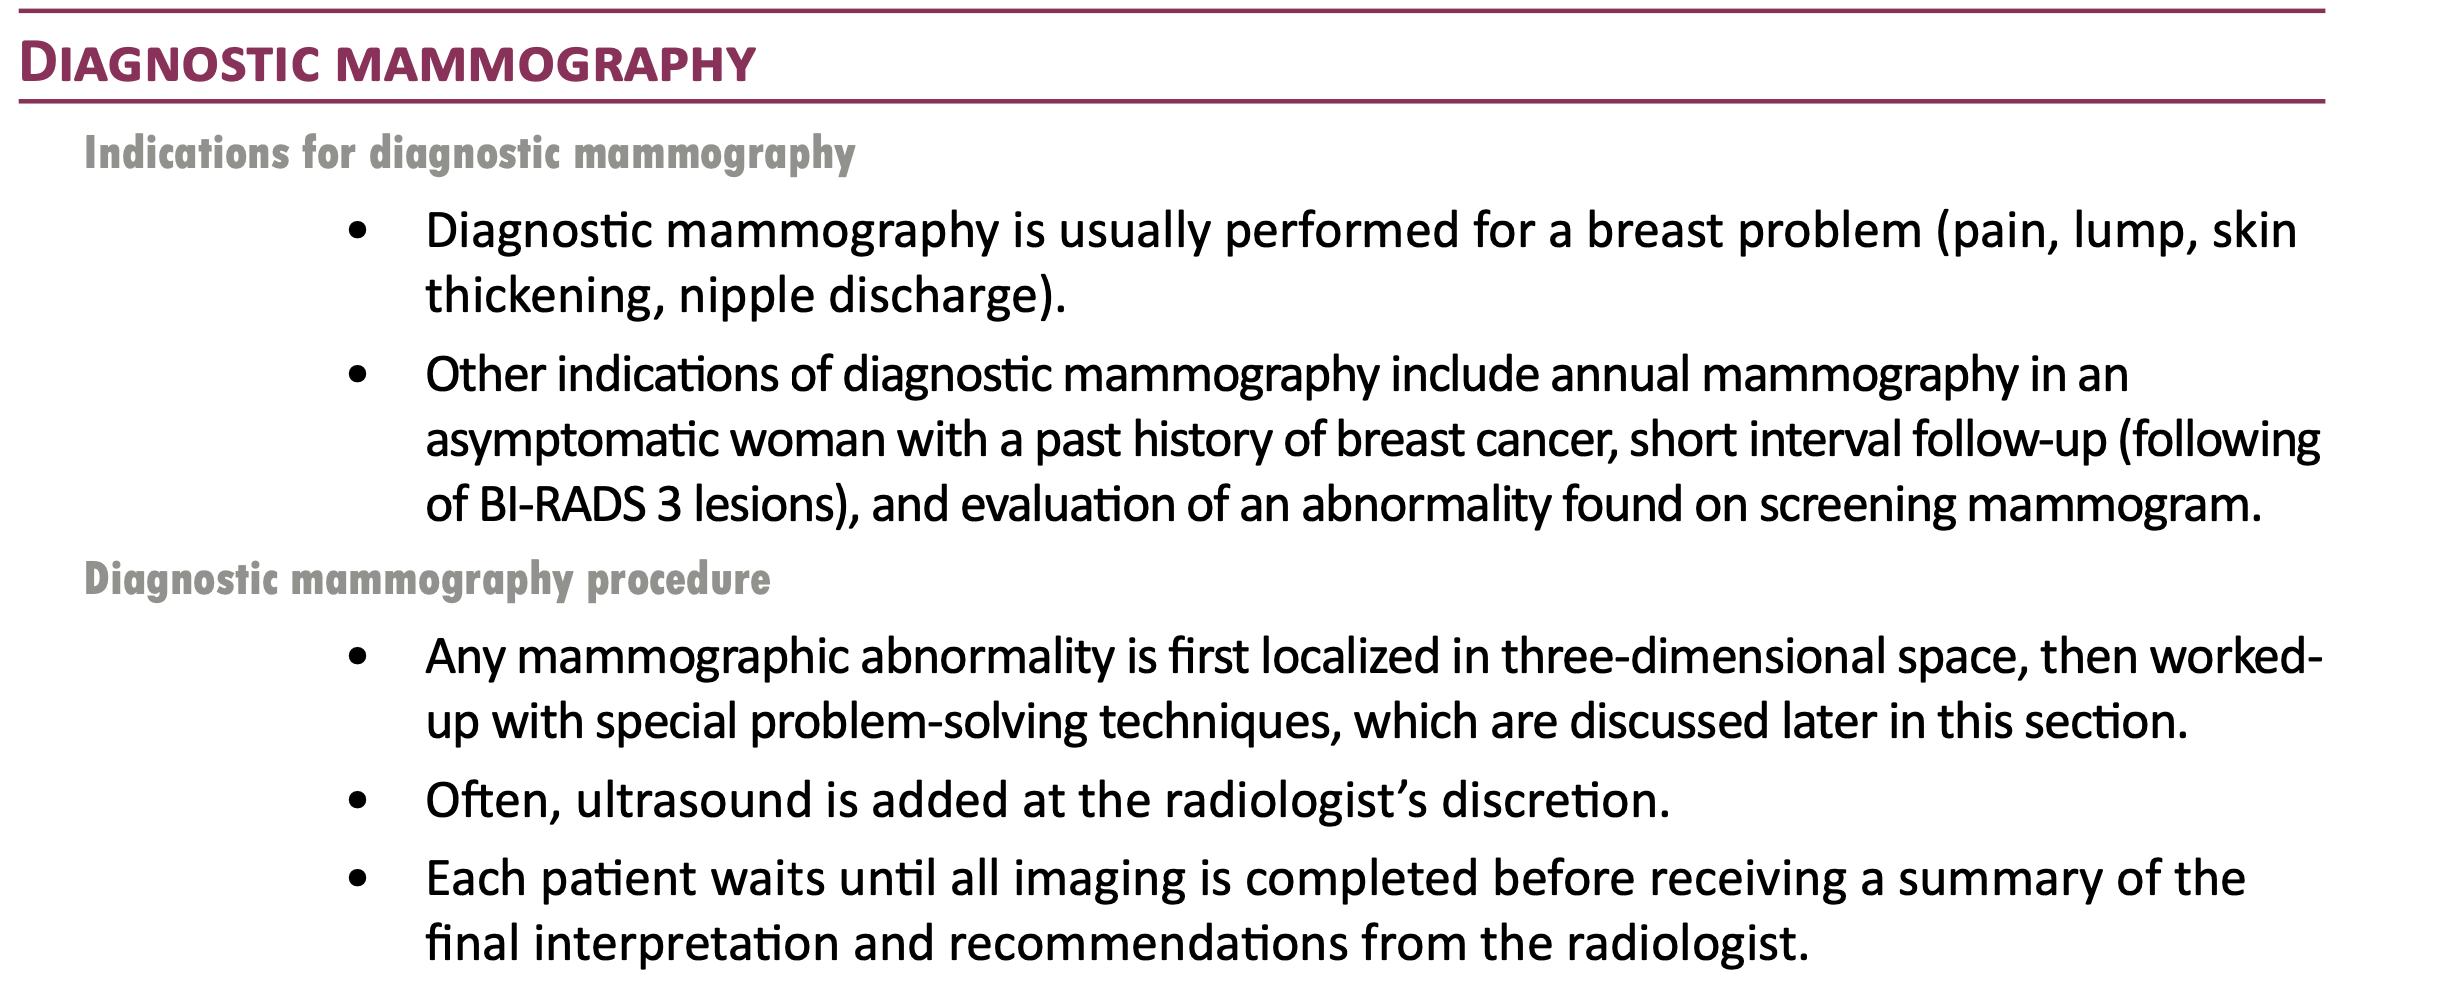 DIAGNOSTIC MAMMOGRAPHY
Indications for diagnostic mammography
• Diagnostic mammography is usually performed for a breast problem (pain, lump, skin
thickening, nipple discharge).
• Other indications of diagnostic mammography include annual mammography in an
asymptomatic woman with a past history of breast cancer, short interval follow-up (following
of BI-RADS 3 lesions), and evaluation of an abnormality found on screening mammogram.
Diagnostic mammography procedure
• Any mammographic abnormality is first localized in three-dimensional space, then worked-
up with special problem-solving techniques, which are discussed later in this section.
• Often, ultrasound is added at the radiologist’s discretion.
• Each patient waits until all imaging is completed before receiving a summary of the
final interpretation and recommendations from the radiologist.